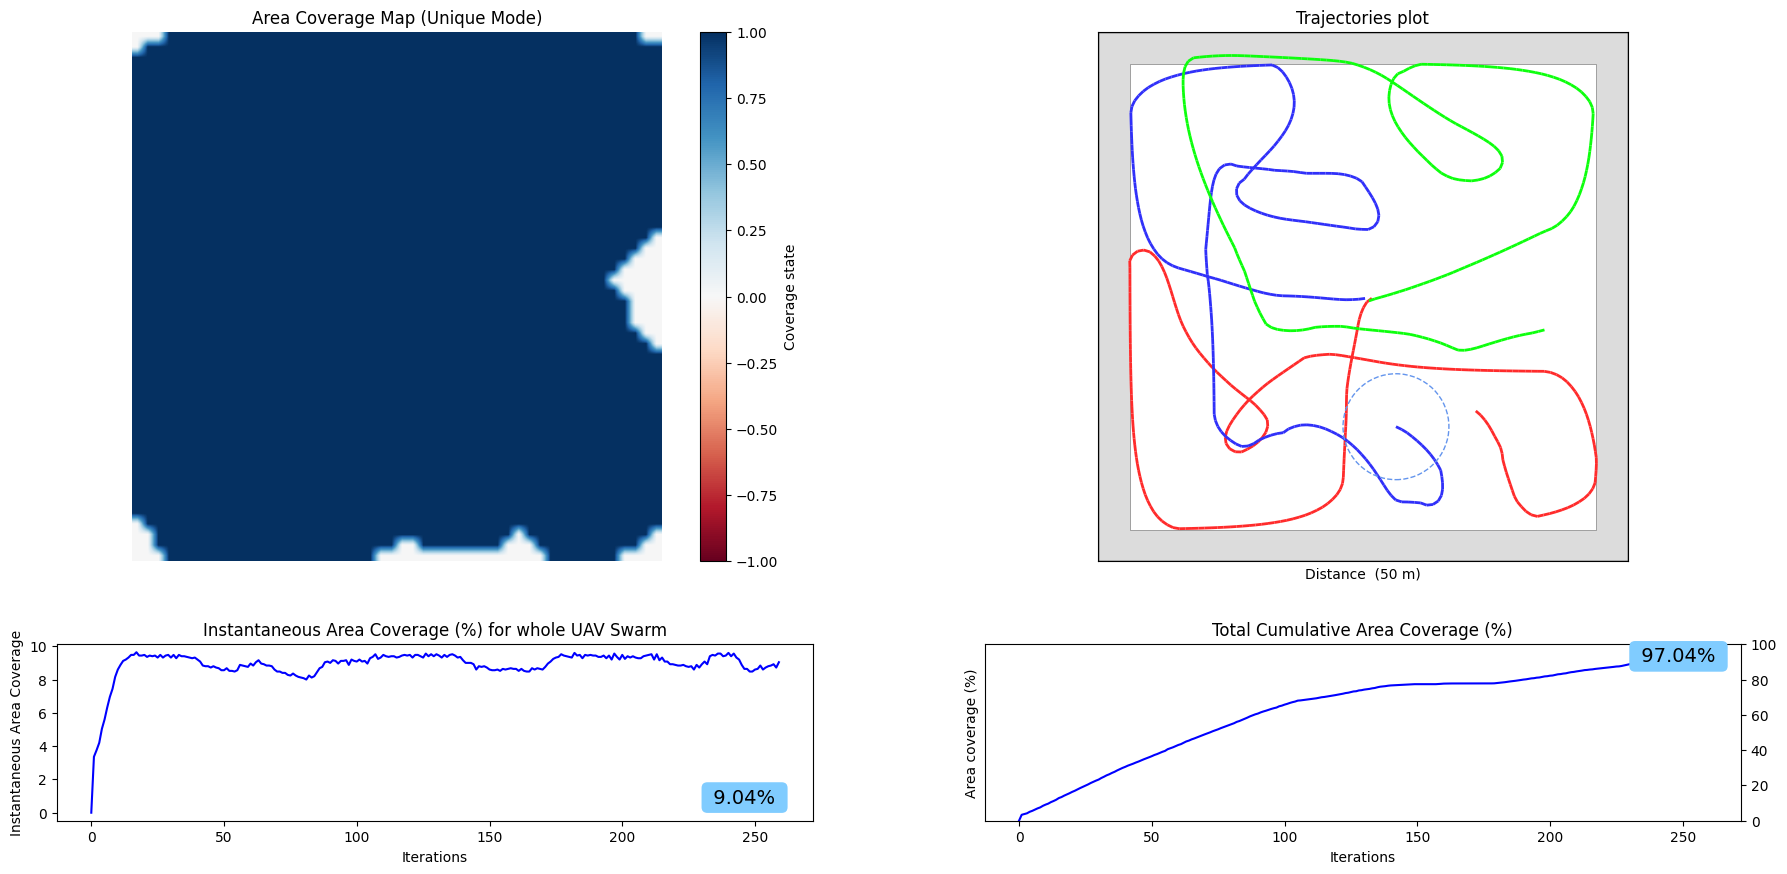 Area Coverage Map (Unique Mode)
1.00
0.75
0.50
0.25
0.00
−0.25
−0.50
−0.75
−1.00
Coverage state
Trajectories plot
Distance  (50 m)
Instantaneous Area Coverage (%) for whole UAV Swarm
Instantaneous Area Coverage
10
8
6
4
2
0
9.04%
0 50 100 150 200 250
Iterations
Total Cumulative Area Coverage (%)
Area coverage (%)
97.04%
100
80
60
40
20
0
0 50 100 150 200 250
Iterations